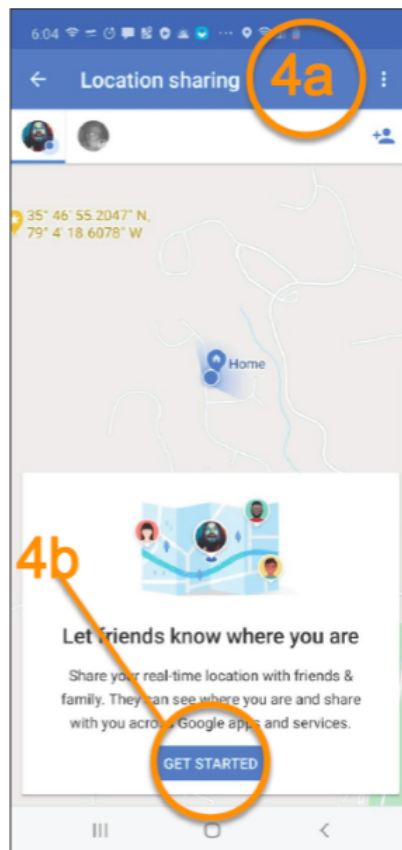 6:04
Location sharing
4a
35° 46' 55.2047" N,
79° 4' 18.6078" W
Home
4b
Let friends know where you are
Share your real-time location with friends &
family. They can see where you are and share
with you across Google apps and services.
GET STARTED